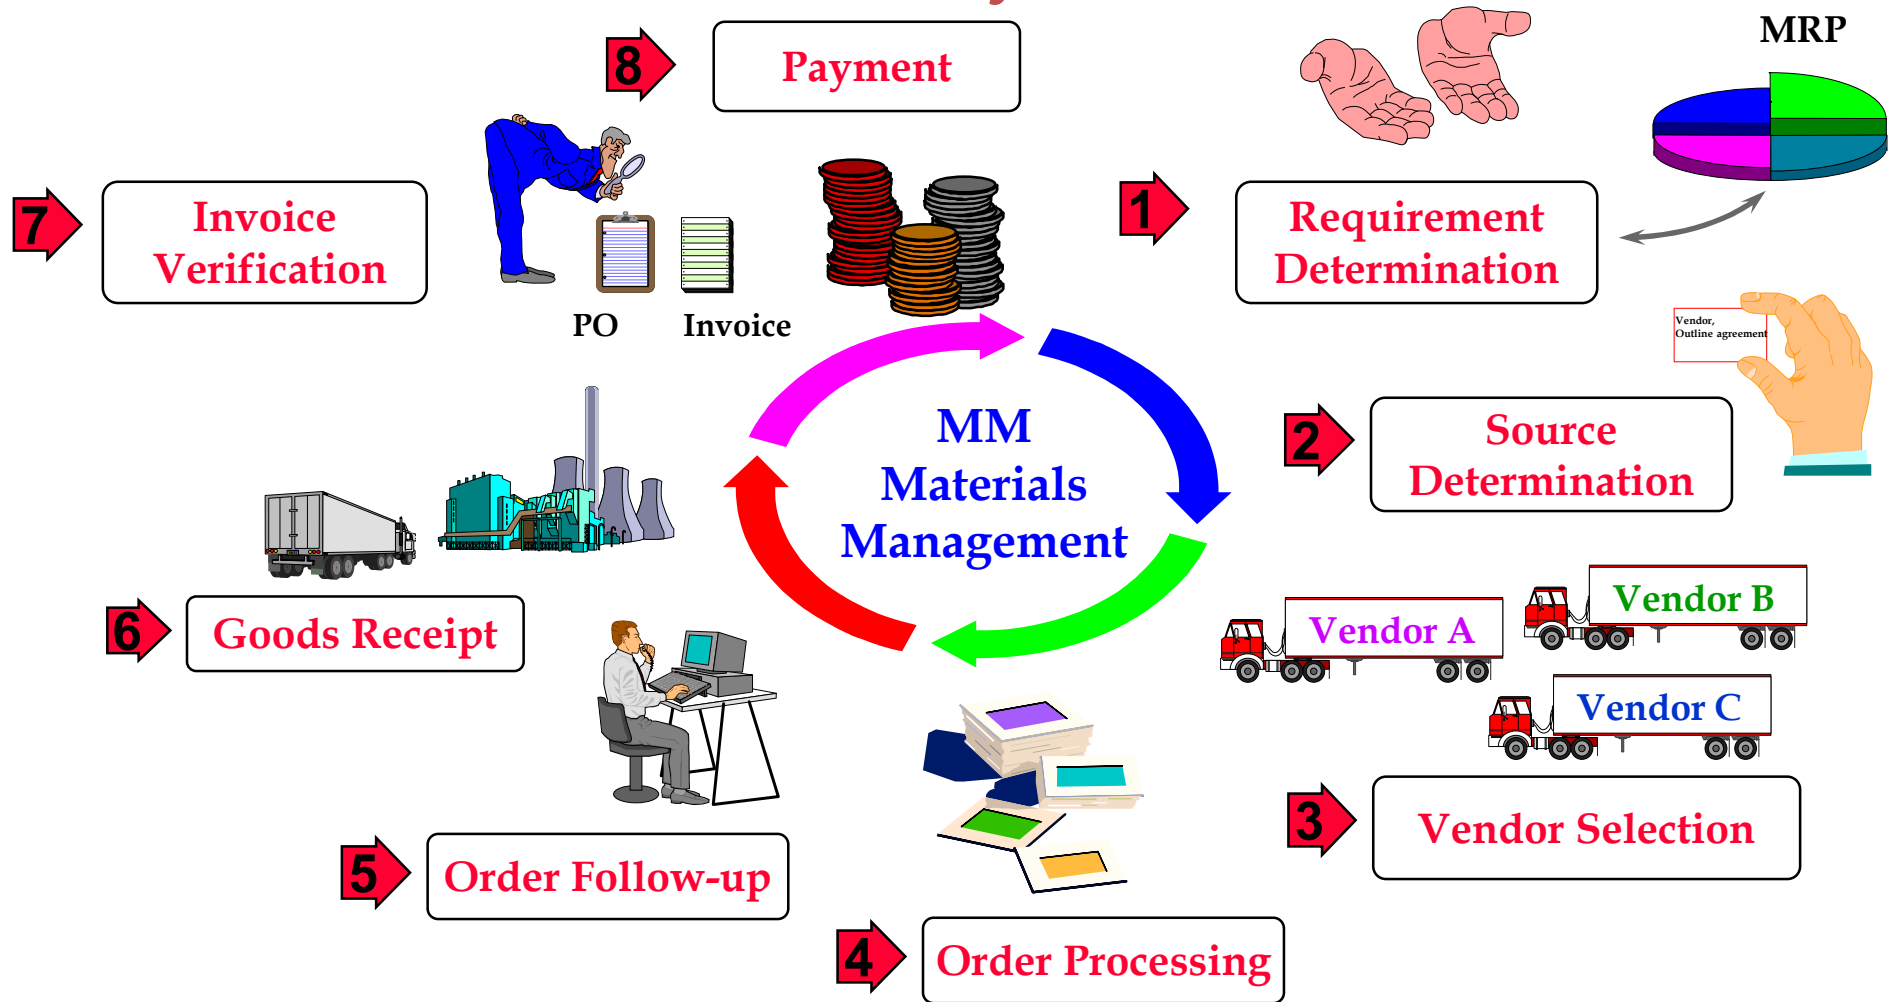 8
Payment
MRP
7
Invoice
Verification
PO
Invoice
1
Requirement
Determination
Vendor,
Outline agreement
2
Source
Determination
MM
Materials
Management
Vendor A
Vendor B
Vendor C
3
Vendor Selection
4
Order Processing
5
Order Follow-up
6
Goods Receipt